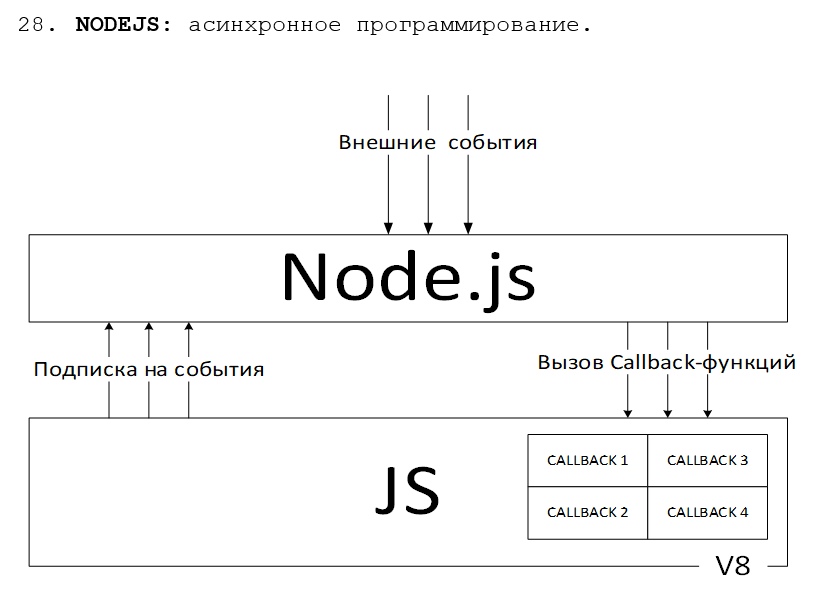 28. NODEJS: асинхронное программирование.
Внешние события
Node.js
Подписка на события
Вызов Callback-функций
JS
CALLBACK 1
CALLBACK 3
CALLBACK 2
CALLBACK 4
V8